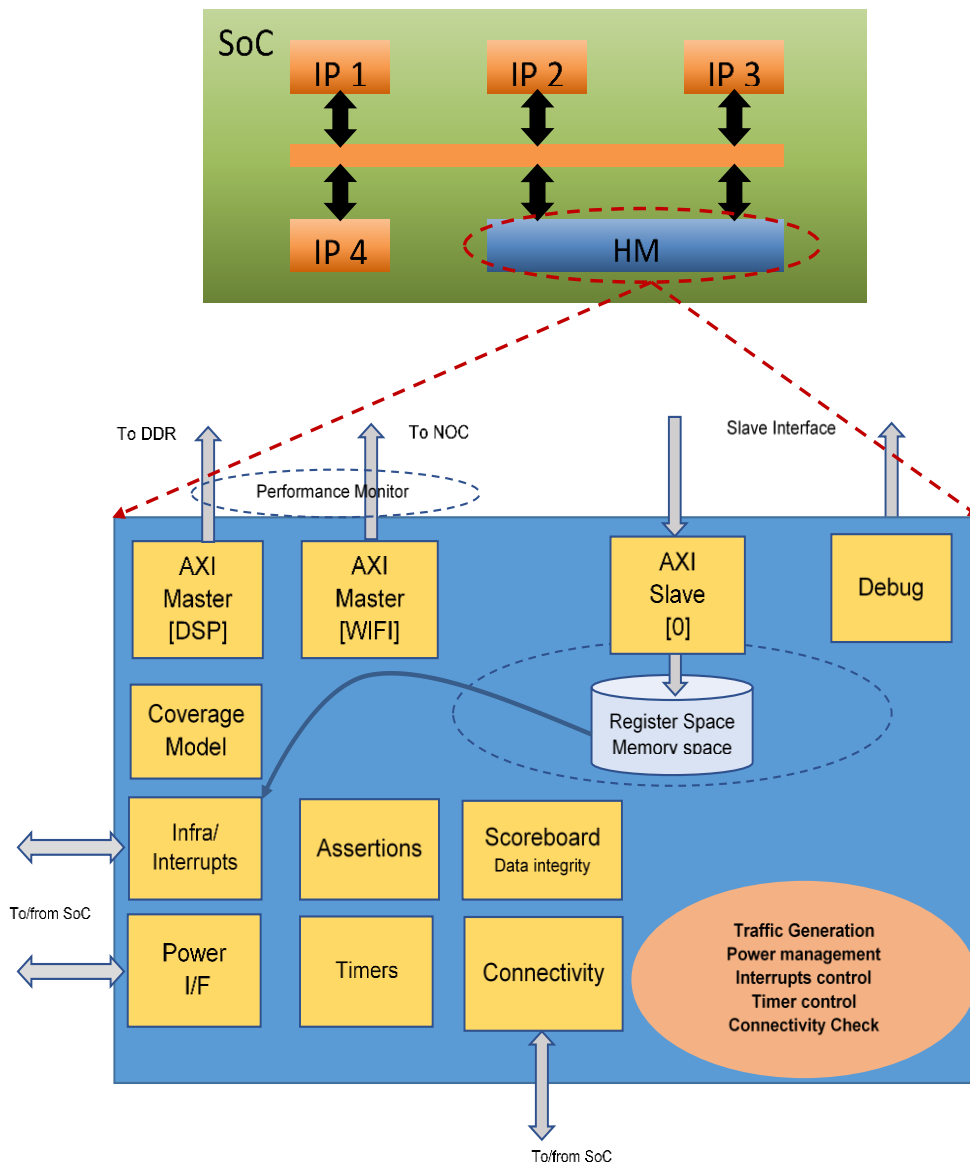 SoC
IP 1
IP 2
IP 3
IP 4
HM
To DDR
To NOC
Slave Interface
Performance Monitor
AXI
Master
[DSP]
AXI
Master
[WIFI]
AXI
Slave
[0]
Debug
Coverage
Model
Register Space
Memory space
Infra/
Interrupts
Assertions
Scoreboard
Data integrity
To/from SoC
Power
I/F
Timers
Connectivity
Traffic Generation
Power management
Interrupts control
Timer control
Connectivity Check
To/from SoC